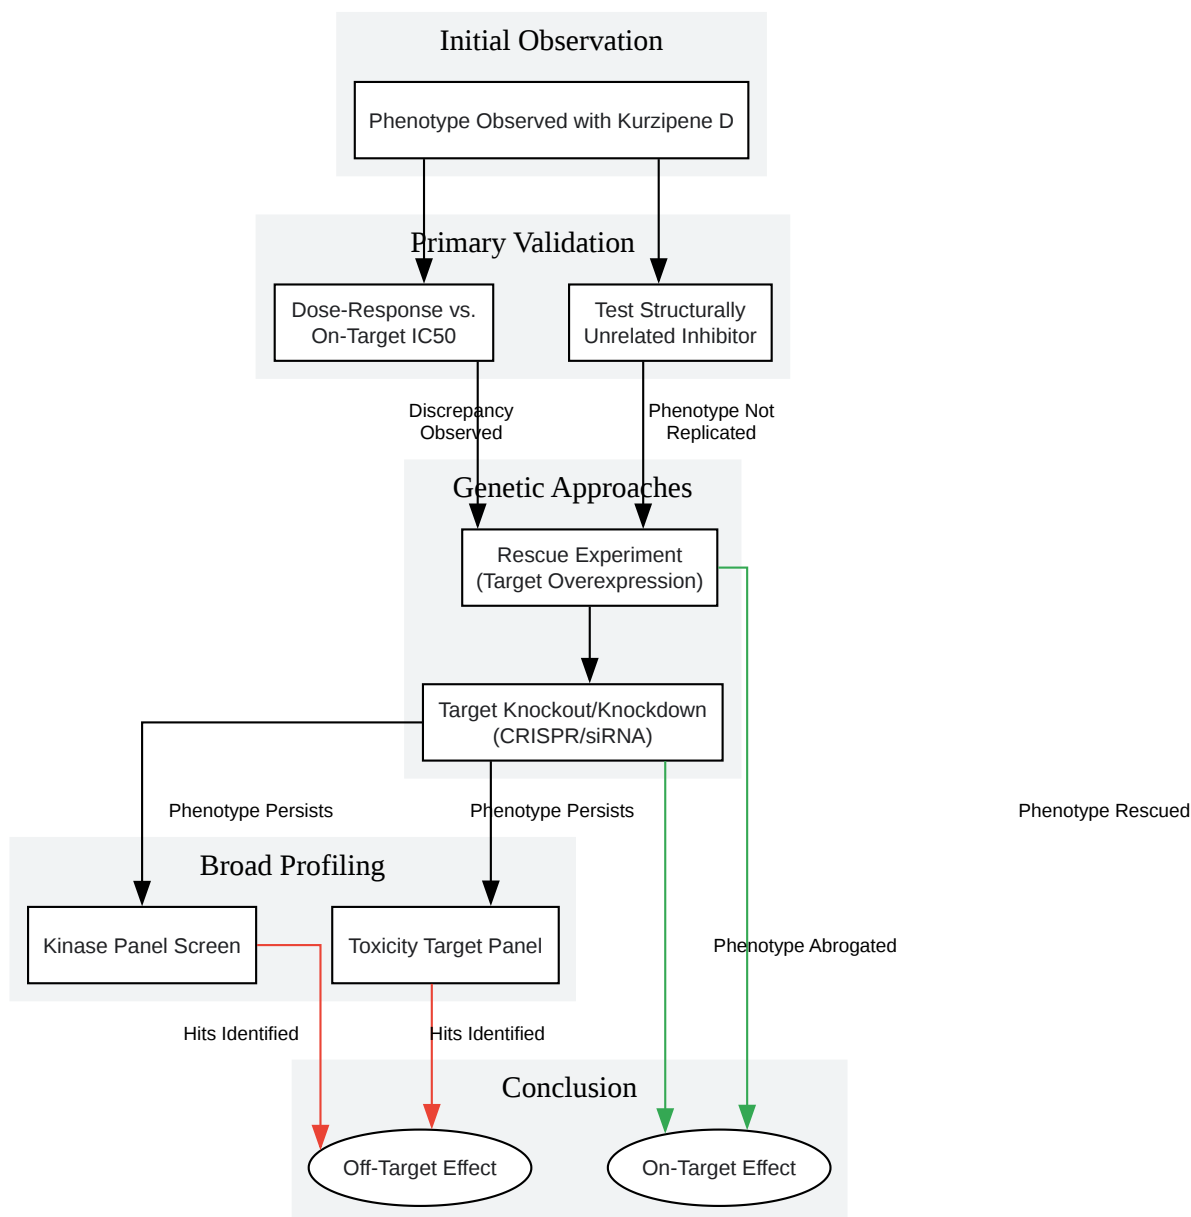 Initial Observation
Phenotype Observed with Kurzipene D
Primary Validation
Dose-Response vs.
On-Target IC50
Test Structurally
Unrelated Inhibitor
Discrepancy
Observed
Phenotype Not
Replicated
Genetic Approaches
Rescue Experiment
(Target Overexpression)
Target Knockout/Knockdown
(CRISPR/siRNA)
Phenotype Persists
Phenotype Persists
Phenotype Rescued
Broad Profiling
Kinase Panel Screen
Toxicity Target Panel
Phenotype Abrogated
Hits Identified
Hits Identified
Conclusion
Off-Target Effect
On-Target Effect